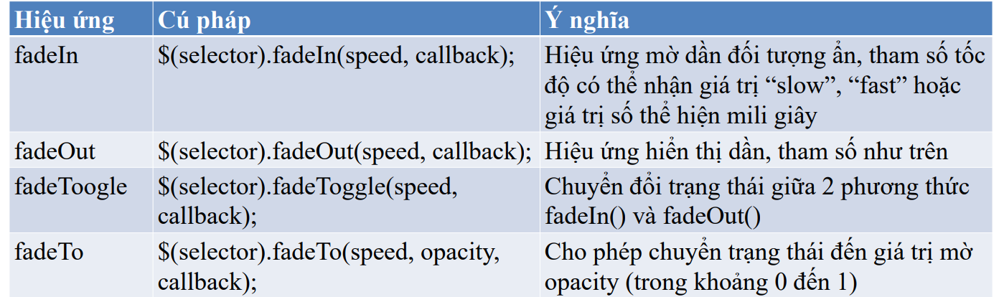 Hiệu ứng Cú pháp Ý nghĩa
fadeIn $(selector).fadeIn(speed, callback); Hiệu ứng mờ dần đối tượng ẩn, tham số tốc
độ có thể nhận giá trị “slow”, “fast” hoặc
giá trị số thể hiện mili giây
fadeOut $(selector).fadeOut(speed, callback); Hiệu ứng hiển thị dần, tham số như trên
fadeToogle $(selector).fadeToggle(speed,
callback);
Chuyển đổi trạng thái giữa 2 phương thức
fadeIn() và fadeOut()
fadeTo $(selector).fadeTo(speed, opacity,
callback);
Cho phép chuyển trạng thái đến giá trị mờ
opacity (trong khoảng 0 đến 1)